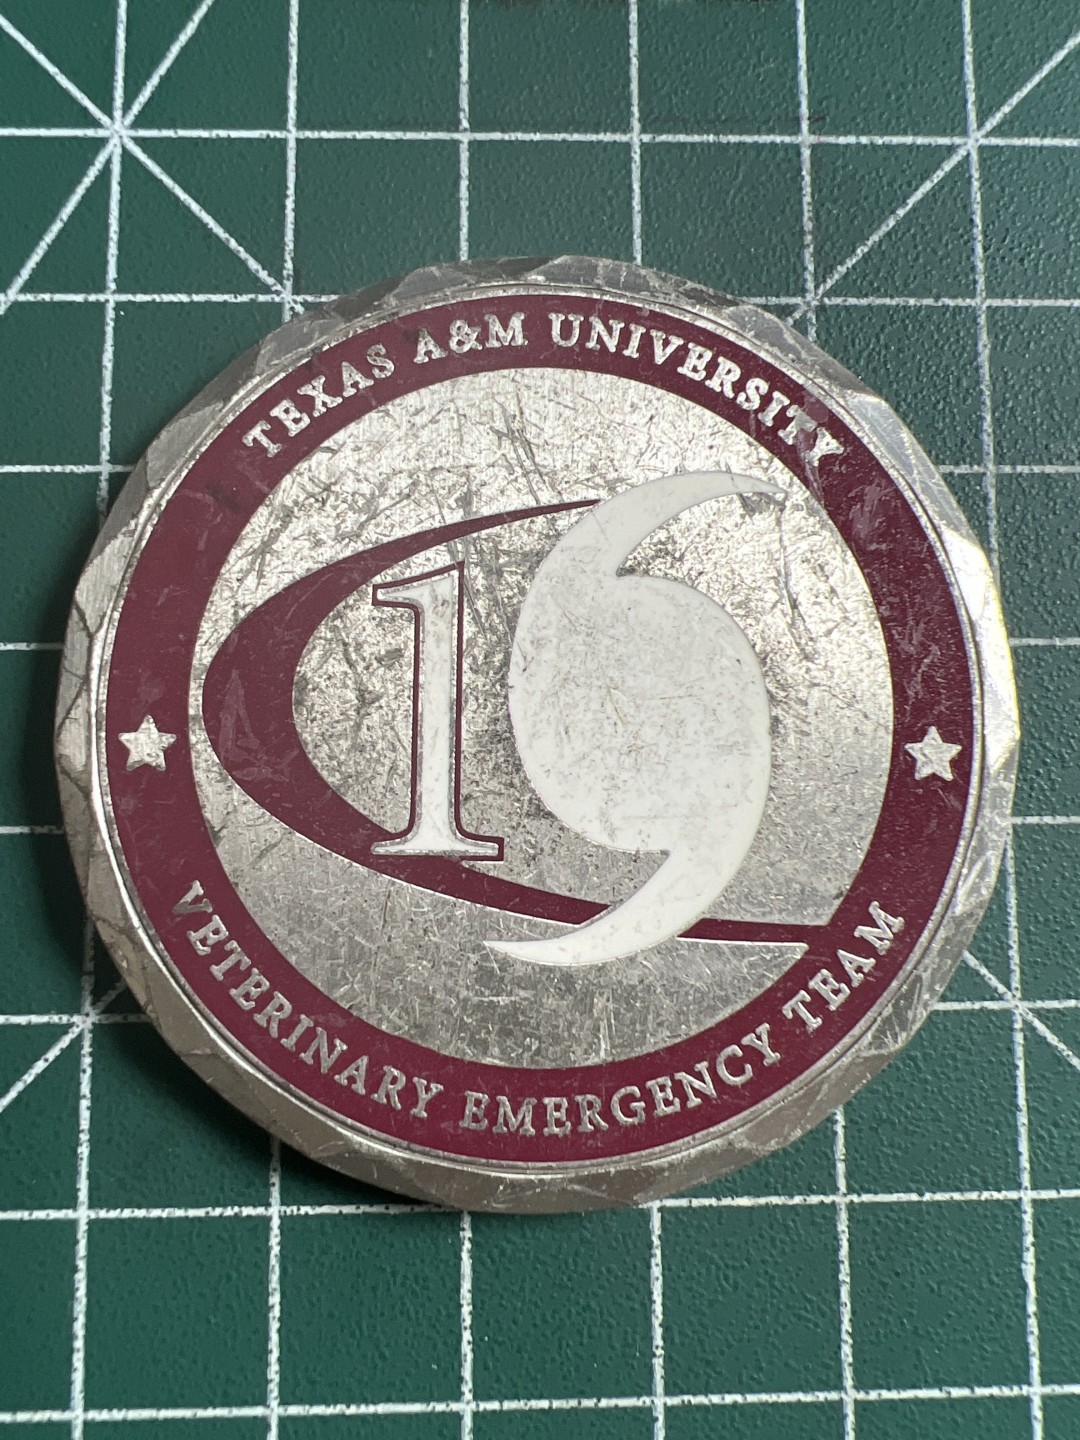 TEXAS A&M UNIVERSITY
1
VETERINARY EMERGENCY TEAM